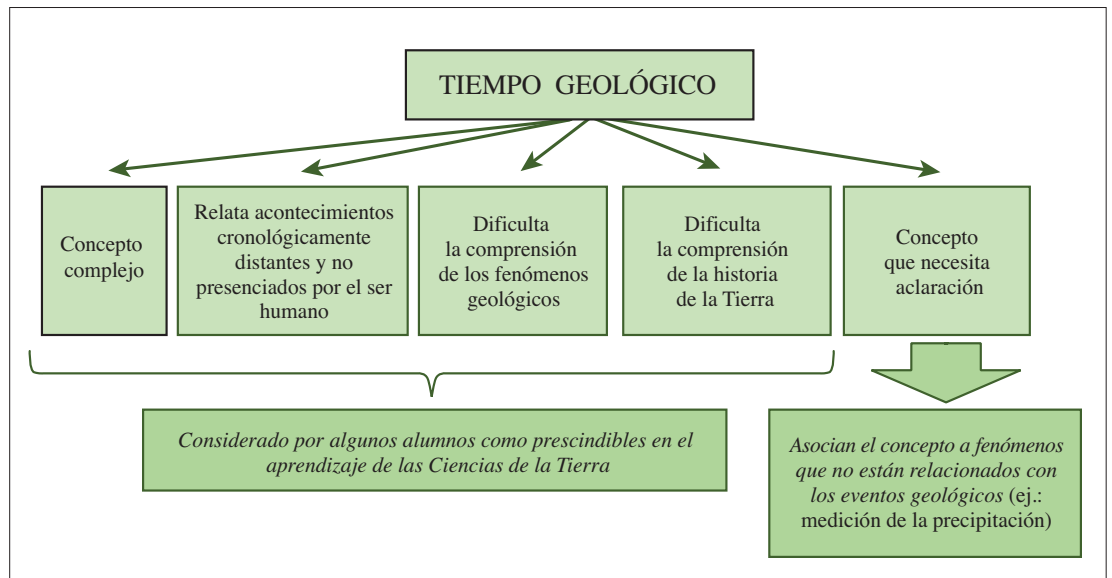 TIEMPO GEOLÓGICO
Concepto
complejo
Relata acontecimientos
cronológicamente
distantes y no
presenciados por el ser
humano
Dificulta
la comprensión
de los fenómenos
geológicos
Dificulta
la comprensión
de la historia
de la Tierra
Concepto
que necesita
aclaración
Considerado por algunos alumnos como prescindibles en el
aprendizaje de las Ciencias de la Tierra
Asocian el concepto a fenómenos
que no están relacionados con
los eventos geológicos (ej.:
medición de la precipitación)